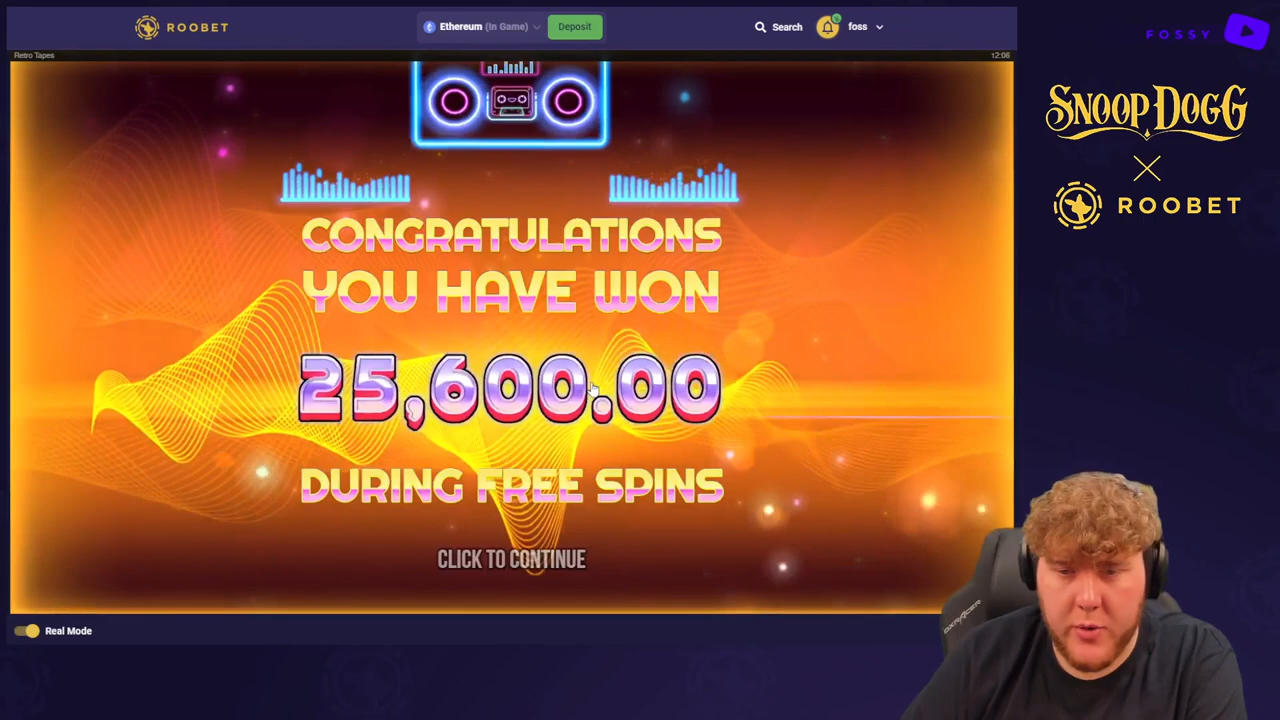 ROOBET
Ethereum (In Game)
Deposit
Search
foss
FOSSY
Retro Tapes
12:06
SNOOP DOGG
X
ROOBET
CONGRATULATIONS
YOU HAVE WON
25,600.00
DURING FREE SPINS
CLICK TO CONTINUE
Real Mode
DXRACER